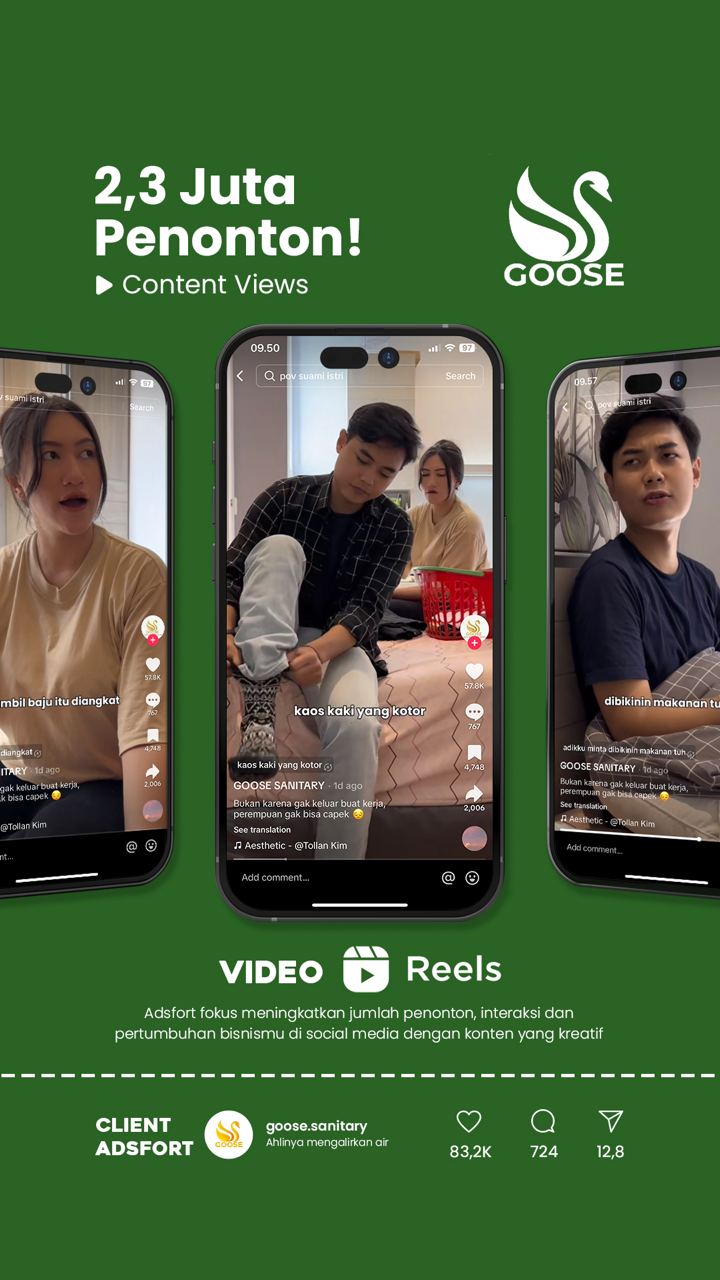 2,3 Juta
Penonton!
Content Views
GOOSE
pov suami istri
97
Search
57.8K
mbil baju itu diangkat
767
diangkat
4,748
ITARY · 1d ago
gak keluar buat kerja,
k bisa capek 😔
2,006
@Tollan Kim
nt...
09.50
97
pov suami istri
Search
57.8K
kaos kaki yang kotor
767
kaos kaki yang kotor
4,748
GOOSE SANITARY · 1d ago
Bukan karena gak keluar buat kerja,
perempuan gak bisa capek 😔
2,006
See translation
Aesthetic - @Tollan Kim
Add comment...
09.57
pov suami istri
dibikinin makanan tu
adikku minta dibikinin makanan tuh
GOOSE SANITARY · 1d ago
Bukan karena gak keluar buat kerja,
perempuan gak bisa capek 😔
See translation
Aesthetic - @Tollan Kim
Add comment...
VIDEO Reels
Adsfort fokus meningkatkan jumlah penonton, interaksi dan
pertumbuhan bisnismu di social media dengan konten yang kreatif
CLIENT
ADSFORT
GOOSE
goose.sanitary
Ahlinya mengalirkan air
83,2K
724
12,8